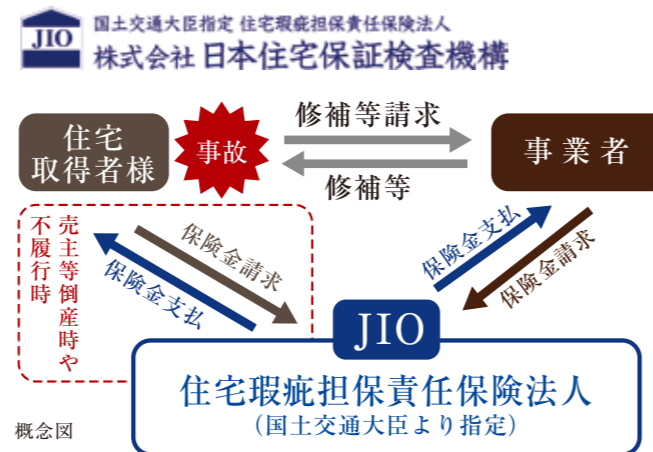 JIO
国土交通大臣指定 住宅瑕疵担保責任保険法人
株式会社 日本住宅保証検査機構
住宅
取得者様
事故
修補等請求
修補等
事業者
売主等倒産時や
不履行時
保険金請求
保険金支払
保険金支払
保険金請求
JIO
住宅瑕疵担保責任保険法人
(国土交通大臣より指定)
概念図